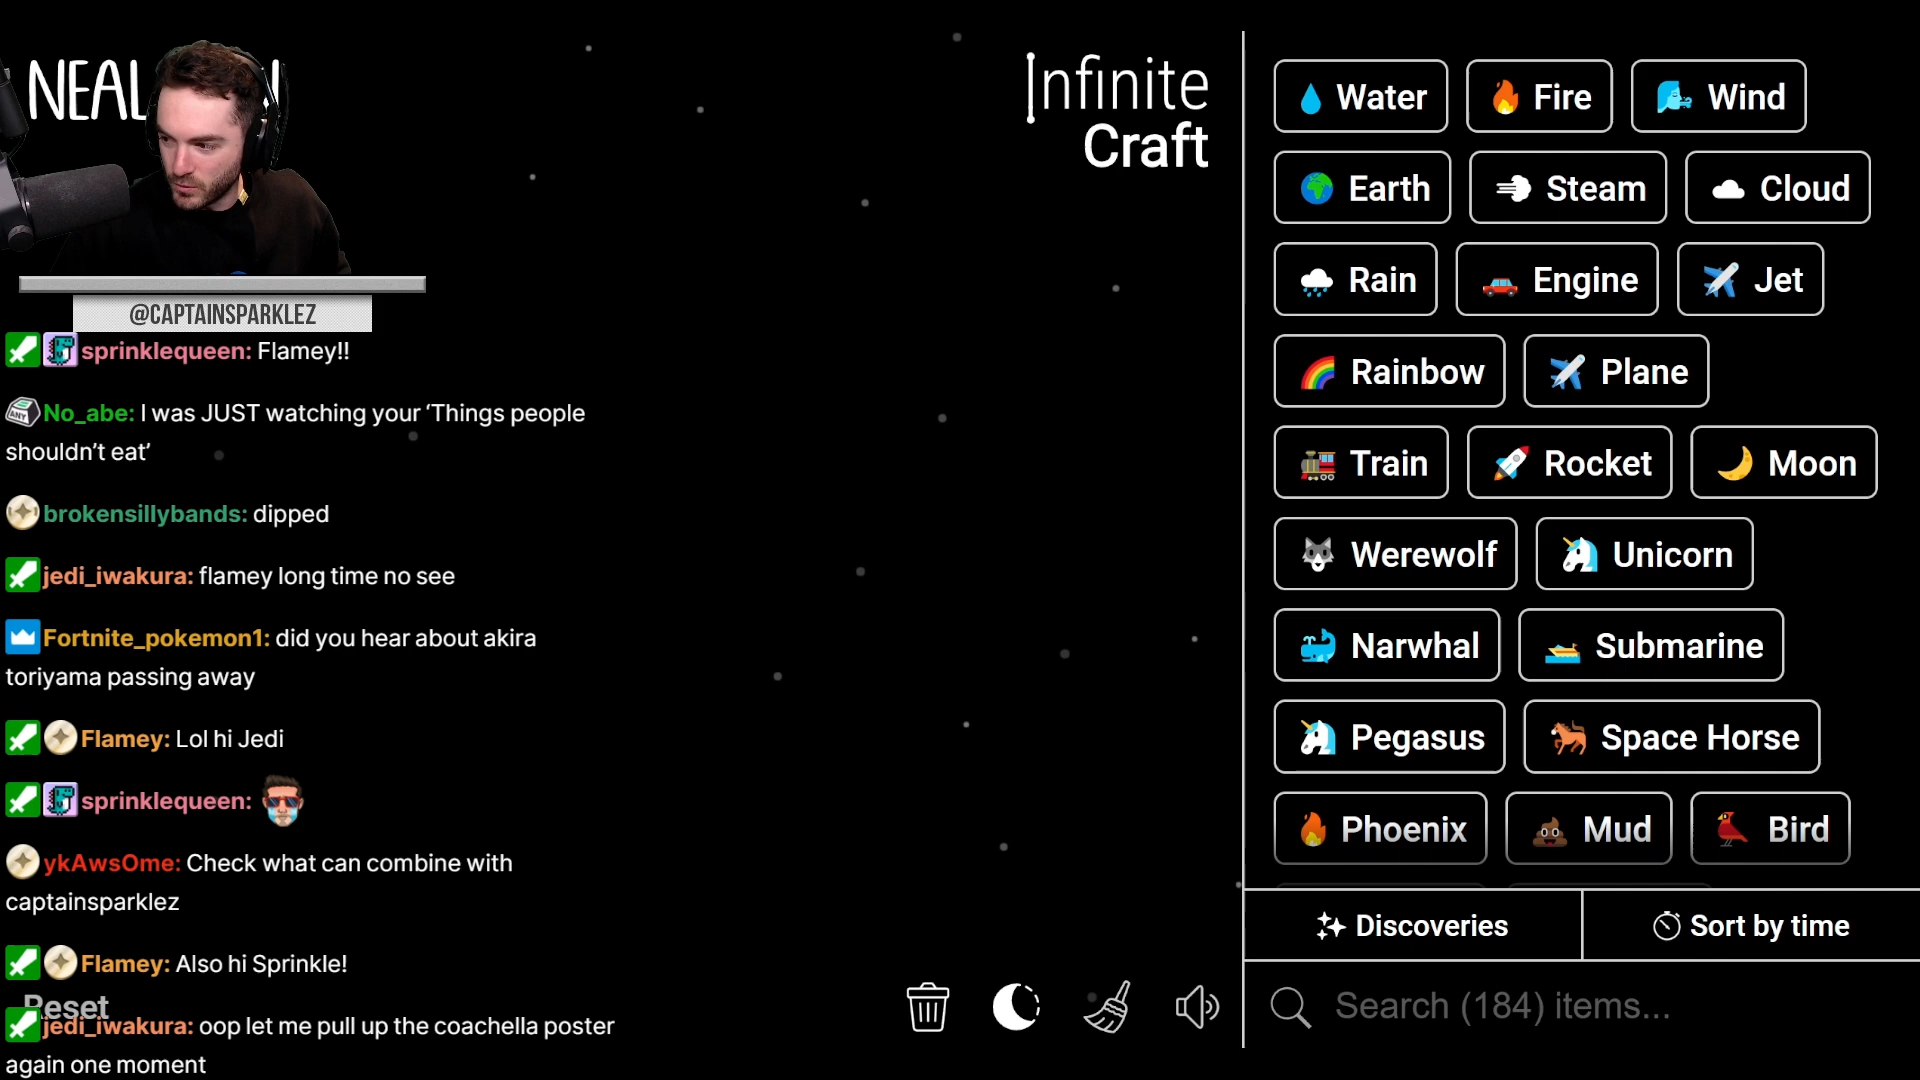 NEAL
Infinite
Craft
@CAPTAINSPARKLEZ
sprinklequeen: Flamey!!
ANY No_abe: I was JUST watching your ‘Things people
shouldn’t eat’
brokensillybands: dipped
jedi_iwakura: flamey long time no see
Fortnite_pokemon1: did you hear about akira
toriyama passing away
Flamey: Lol hi Jedi
sprinklequeen:
ykAwsOme: Check what can combine with
captainsparklez
Flamey: Also hi Sprinkle!
Reset
jedi_iwakura: oop let me pull up the coachella poster
again one moment
Water Fire Wind
Earth Steam Cloud
Rain Engine Jet
Rainbow Plane
Train Rocket Moon
Werewolf Unicorn
Narwhal Submarine
Pegasus Space Horse
Phoenix Mud Bird
Discoveries Sort by time
Search (184) items...